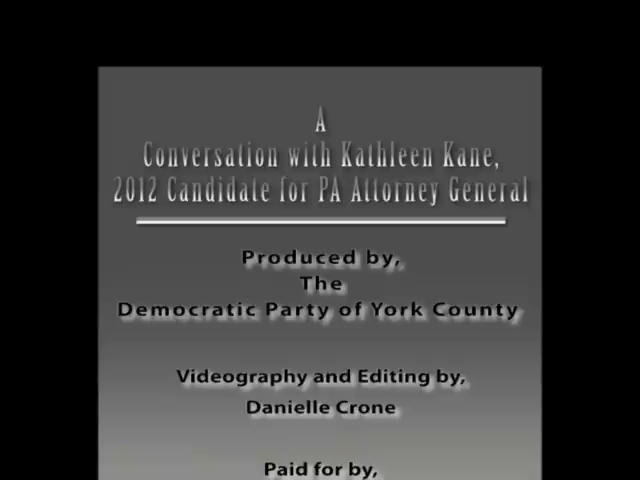 A
Conversation with Kathleen Kane,
2012 Candidate for PA Attorney General
Produced by,
The
Democratic Party of York County
Videography and Editing by,
Danielle Crone
Paid for by,